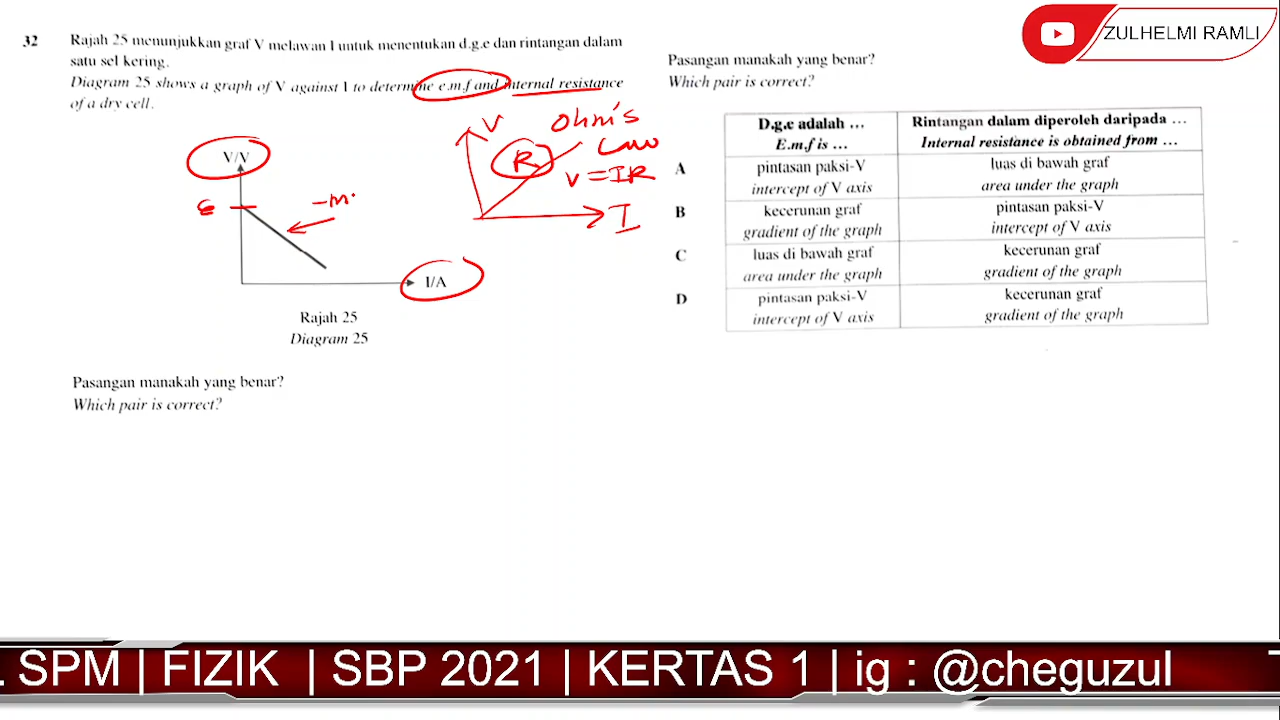 ZULHELMI RAMLI
32
Rajah 25 menunjukkan graf V melawan I untuk menentukan d.g.e dan rintangan dalam
satu sel kering.
Diagram 25 shows a graph of V against I to determine e.m.f and internal resistance
of a dry cell.
V/V
ε
-m
I/A
V
R
I
Ohm's
Law
V = IR
Rajah 25
Diagram 25
Pasangan manakah yang benar?
Which pair is correct?
Pasangan manakah yang benar?
Which pair is correct?
D.g.e adalah ...
E.m.f is ...
Rintangan dalam diperoleh daripada ...
Internal resistance is obtained from ...
A
pintasan paksi-V
intercept of V axis
luas di bawah graf
area under the graph
B
kecerunan graf
gradient of the graph
pintasan paksi-V
intercept of V axis
C
luas di bawah graf
area under the graph
kecerunan graf
gradient of the graph
D
pintasan paksi-V
intercept of V axis
kecerunan graf
gradient of the graph
SPM | FIZIK | SBP 2021 | KERTAS 1 | ig : @cheguzul